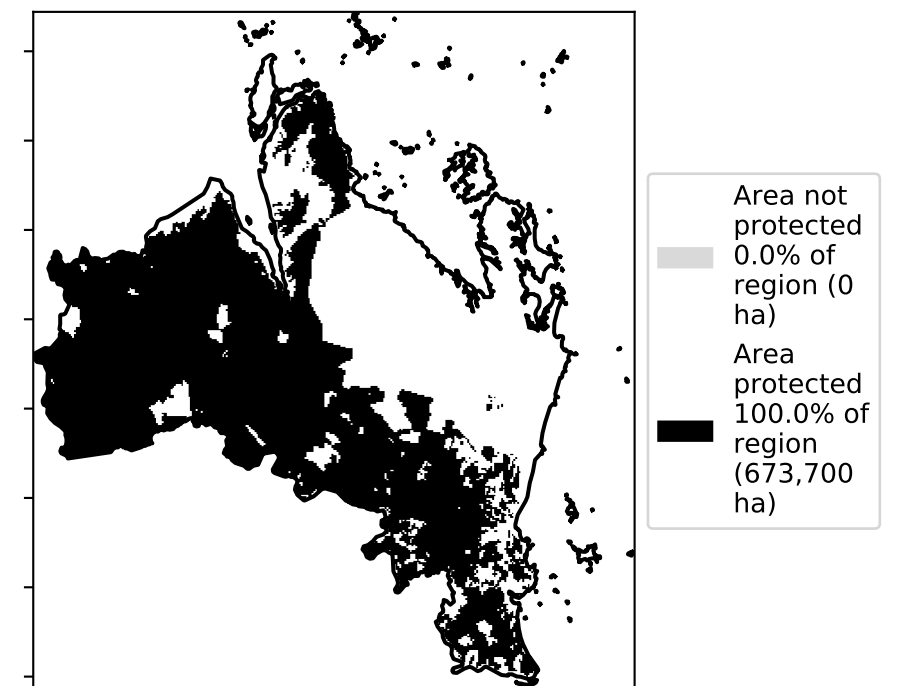 Area not
protected
0.0% of
region (0
ha)
Area
protected
100.0% of
region
(673,700
ha)